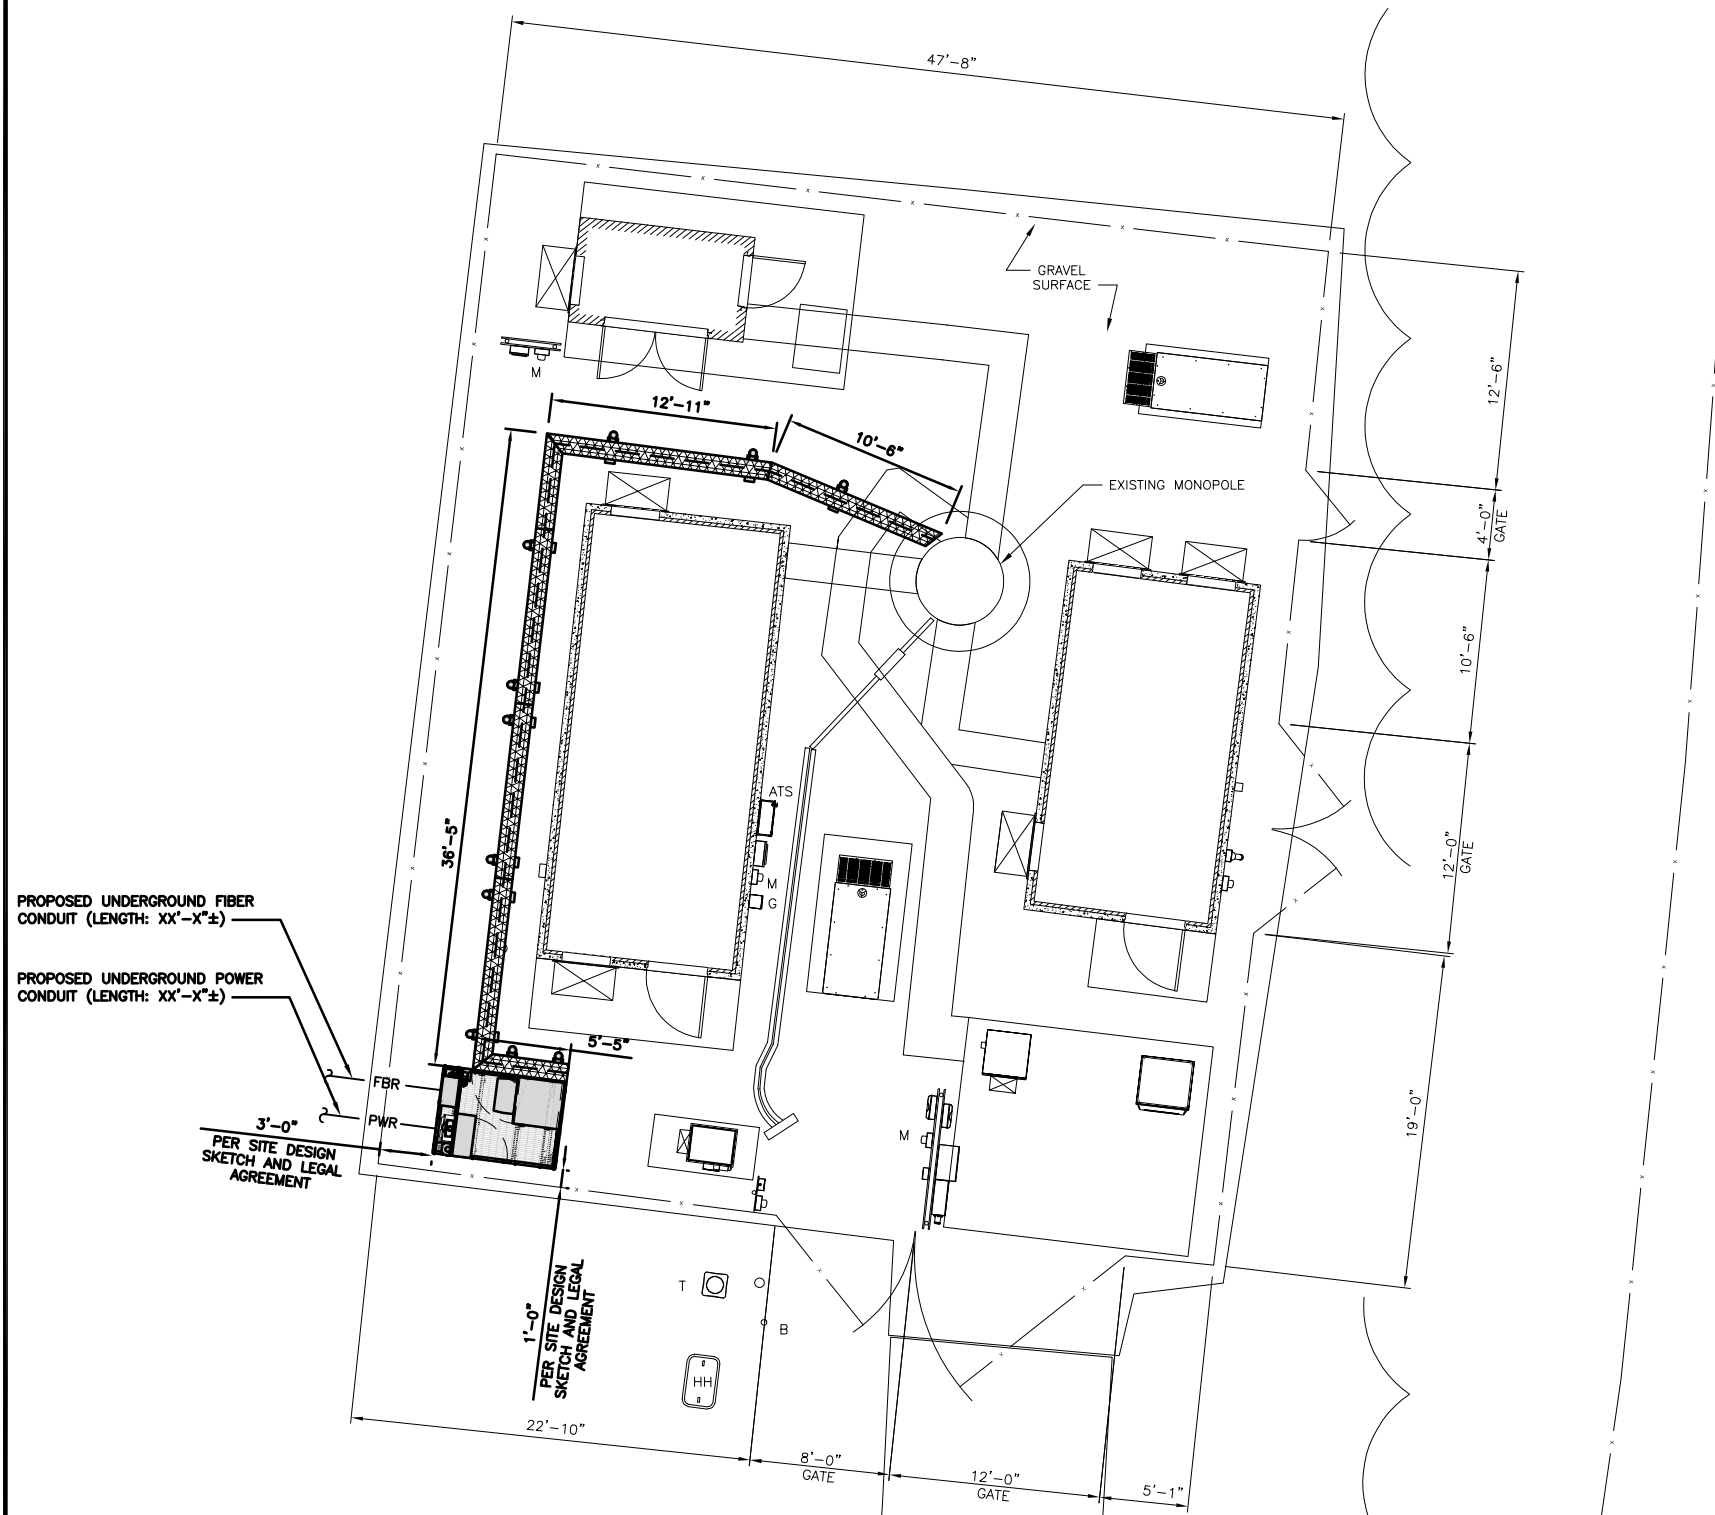 47'-8"
GRAVEL
SURFACE
M
12'-11"
10'-6"
EXISTING MONOPOLE
12'-6"
4'-0"
GATE
10'-6"
12'-0"
GATE
19'-0"
36'-5"
ATS
M
G
PROPOSED UNDERGROUND FIBER
CONDUIT (LENGTH: XX'-X"±)
PROPOSED UNDERGROUND POWER
CONDUIT (LENGTH: XX'-X"±)
5'-5"
FBR
PWR
3'-0"
PER SITE DESIGN
SKETCH AND LEGAL
AGREEMENT
M
1'-0"
PER SITE DESIGN
SKETCH AND LEGAL
AGREEMENT
T
B
HH
22'-10"
8'-0"
GATE
12'-0"
GATE
5'-1"